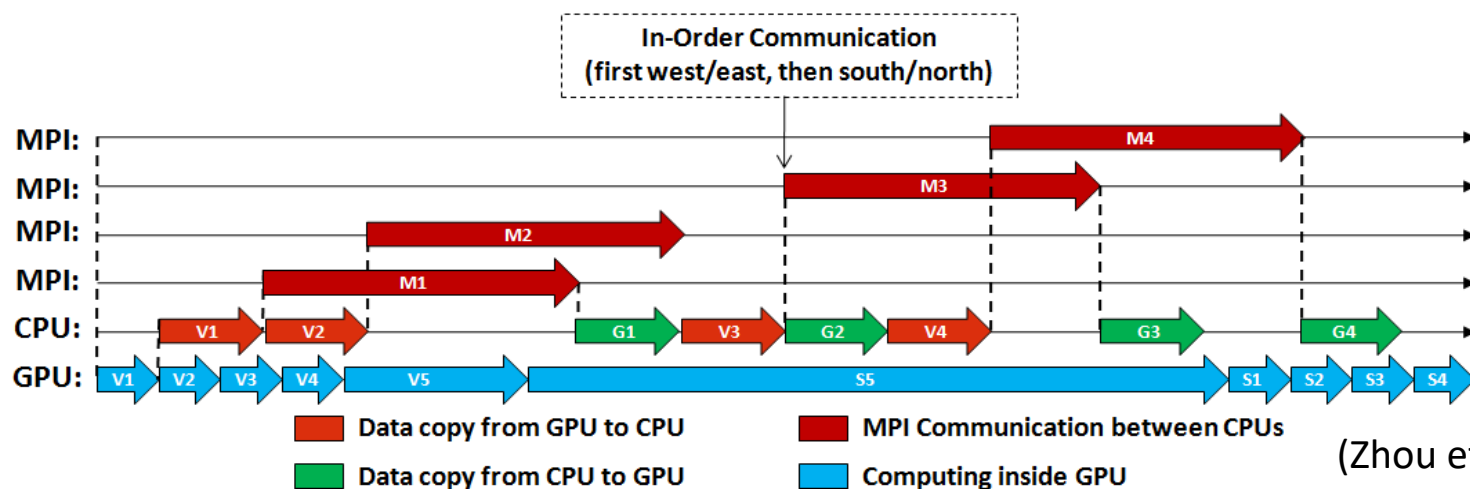 In-Order Communication
(first west/east, then south/north)
MPI: M4
MPI: M3
MPI: M2
MPI: M1
CPU: V1 V2 G1 V3 G2 V4 G3 G4
GPU: V1 V2 V3 V4 V5 S5 S1 S2 S3 S4
Data copy from GPU to CPU MPI Communication between CPUs
Data copy from CPU to GPU Computing inside GPU
(Zhou et